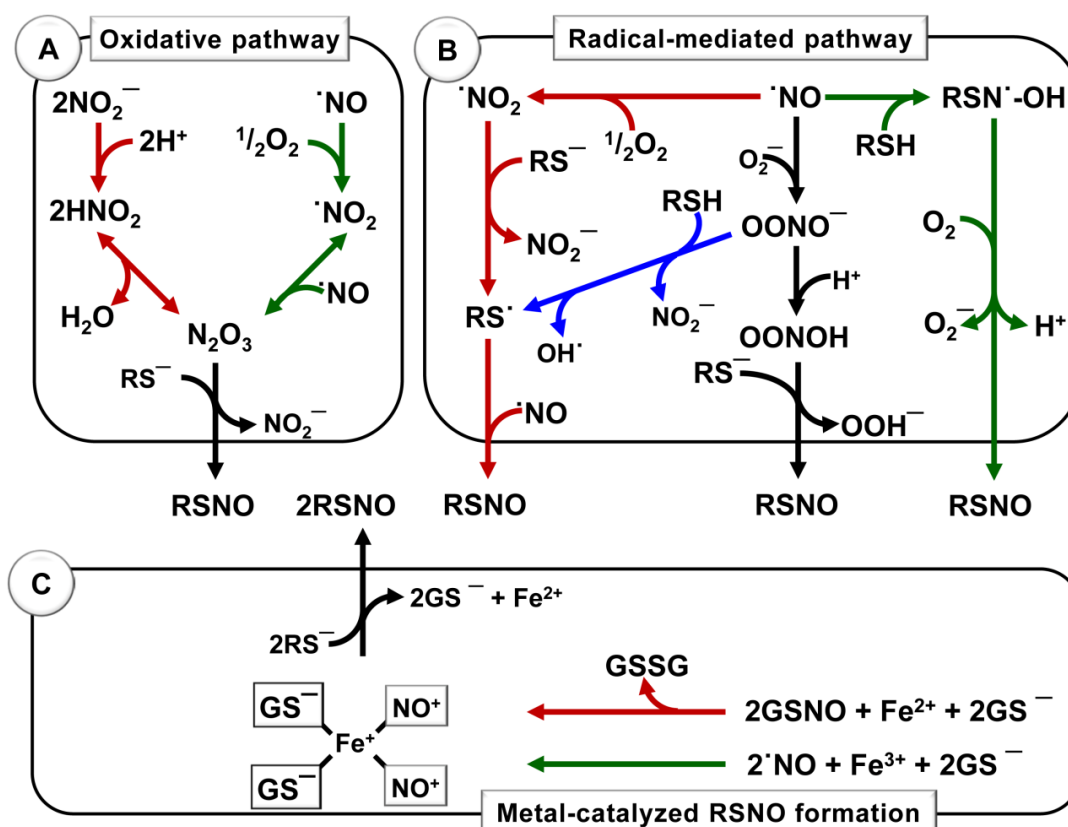 A
Oxidative pathway
2NO₂⁻
˙NO
2H⁺
¹/₂O₂
2HNO₂
˙NO₂
H₂O
˙NO
N₂O₃
RS⁻
NO₂⁻
RSNO
B
Radical-mediated pathway
˙NO₂
˙NO
RSN˙-OH
¹/₂O₂
RSH
RS⁻
O₂⁻
RSH
NO₂⁻
OONO⁻
O₂
H⁺
RS˙
NO₂⁻
OH˙
OONOH
O₂⁻
H⁺
RS⁻
˙NO
OOH⁻
RSNO
RSNO
RSNO
C
2RSNO
2GS⁻ + Fe²⁺
2RS⁻
GSSG
GS⁻
NO⁺
2GSNO + Fe²⁺ + 2GS⁻
Fe⁺
GS⁻
NO⁺
2˙NO + Fe³⁺ + 2GS⁻
Metal-catalyzed RSNO formation